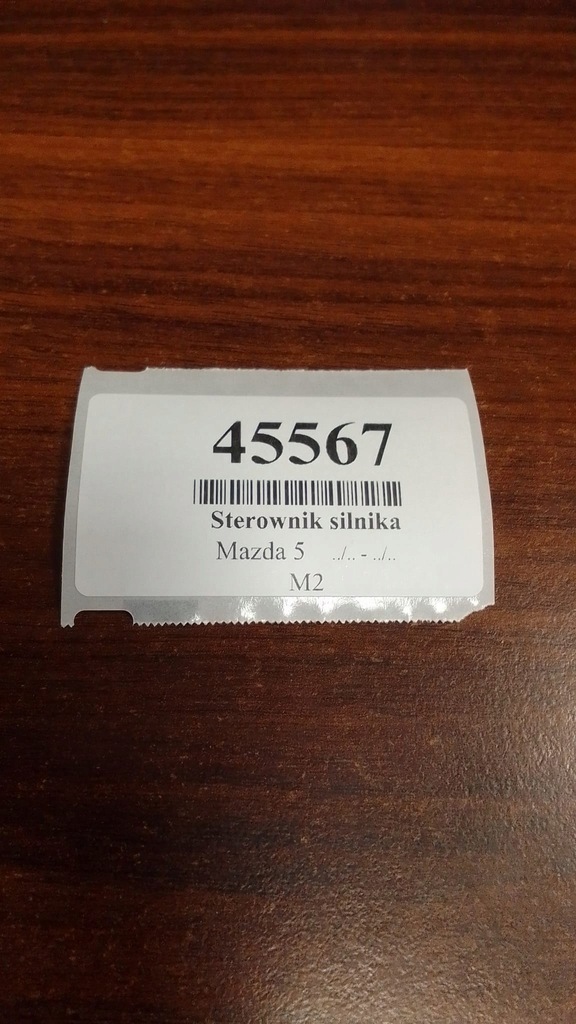 45567
Sterownik silnika
Mazda 5 ../.. - ../..
M2